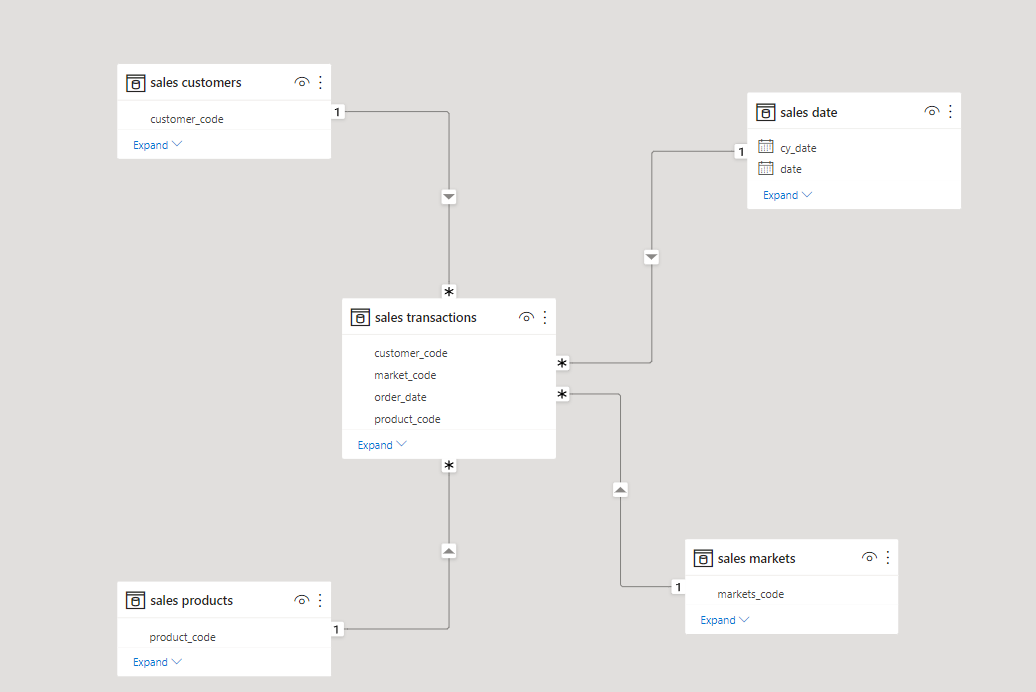 sales customers
1
customer_code
Expand
sales date
1
cy_date
date
Expand
*
sales transactions
customer_code
*
market_code
*
order_date
product_code
Expand
*
sales markets
1
markets_code
Expand
sales products
1
product_code
Expand